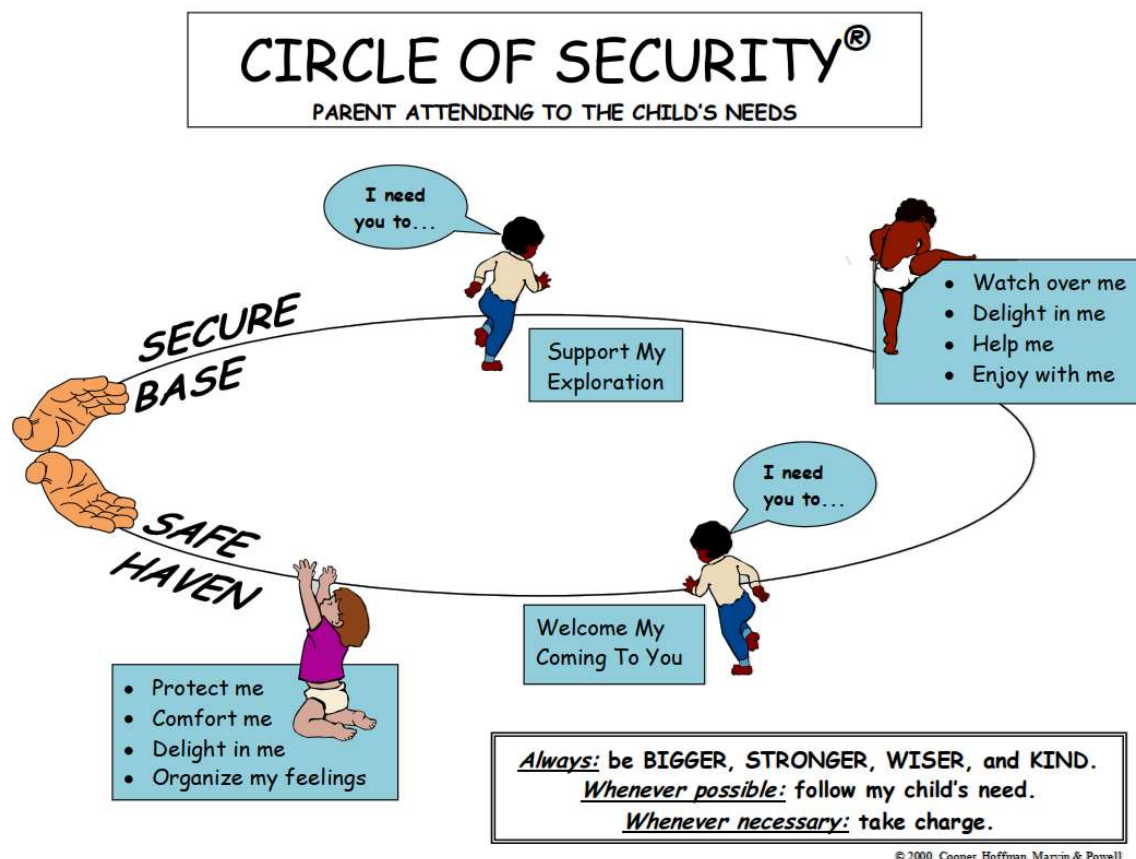 CIRCLE OF SECURITY®
PARENT ATTENDING TO THE CHILD'S NEEDS
I need
you to...
SECURE
BASE
Support My
Exploration
• Watch over me
• Delight in me
• Help me
• Enjoy with me
I need
you to...
SAFE
HAVEN
Welcome My
Coming To You
• Protect me
• Comfort me
• Delight in me
• Organize my feelings
Always: be BIGGER, STRONGER, WISER, and KIND.
Whenever possible: follow my child's need.
Whenever necessary: take charge.
© 2000 Cooper, Hoffman, Marvin & Powell